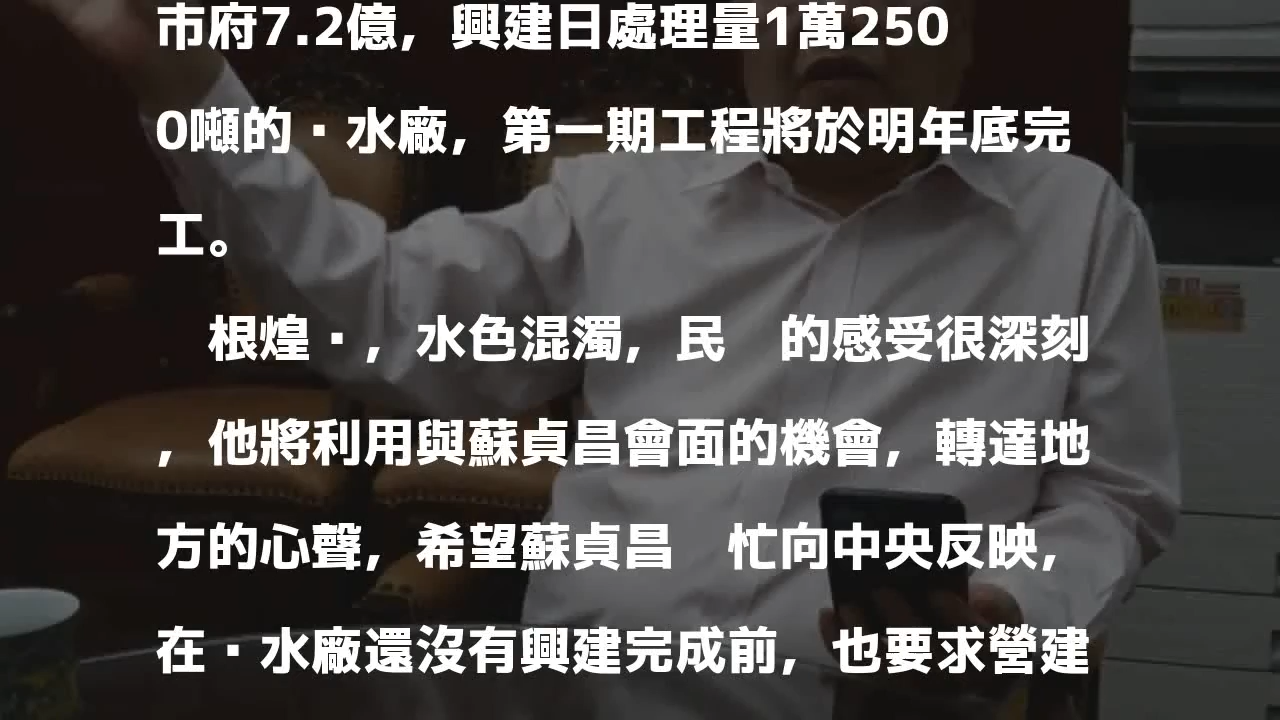 市府7.2億，興建日處理量1萬250
0噸的▪水廠，第一期工程將於明年底完
工。
根煌▪，水色混濁，民　的感受很深刻
，他將利用與蘇貞昌會面的機會，轉達地
方的心聲，希望蘇貞昌　忙向中央反映，
在▪水廠還沒有興建完成前，也要求營建